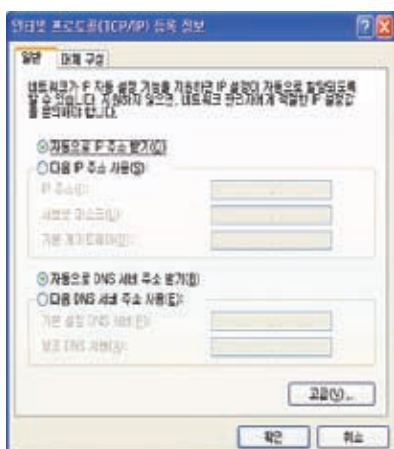 인터넷 프로토콜(TCP/IP) 등록 정보
일반 대체 구성
네트워크가 IP 자동 설정 기능을 지원하면 IP 설정이 자동으로 할당되도록
할 수 있습니다. 지원하지 않으면, 네트워크 관리자에게 적절한 IP 설정값
을 문의해야 합니다.
자동으로 IP 주소 받기(O)
다음 IP 주소 사용(S):
IP 주소(I):
서브넷 마스크(U):
기본 게이트웨이(D):
자동으로 DNS 서버 주소 받기(B)
다음 DNS 서버 주소 사용(E):
기본 설정 DNS 서버(P):
보조 DNS 서버(A):
고급(V)...
확인 취소